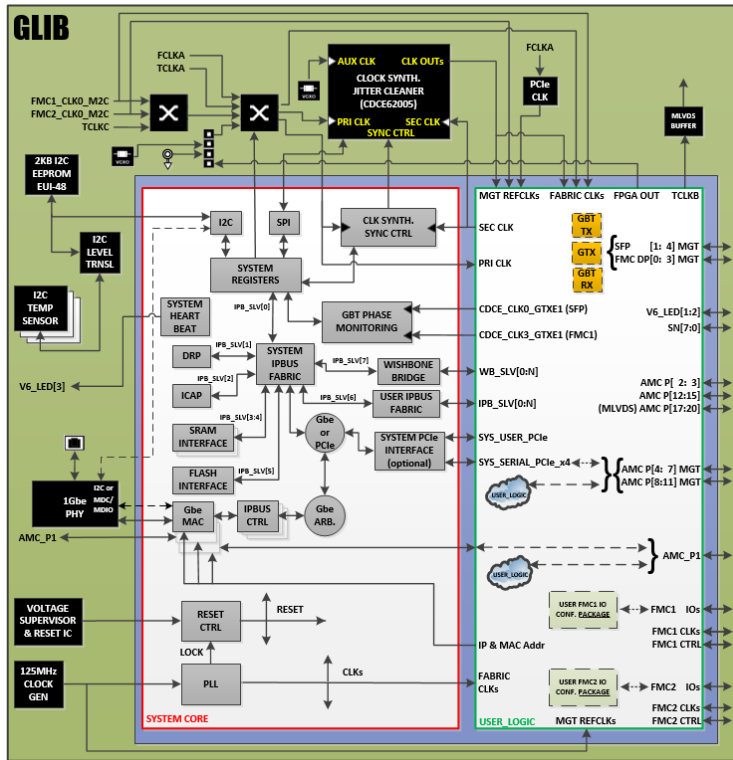 GLIB
FCLKA
TCLKA
FMC1_CLK0_M2C
FMC2_CLK0_M2C
TCLKC
VCXO
VCXO
AUX CLK
CLK OUTs
CLOCK SYNTH.
JITTER CLEANER
(CDCE62005)
PRI CLK
SEC CLK
SYNC CTRL
FCLKA
PCIe
CLK
MLVDS
BUFFER
2KB I2C
EEPROM
EUI-48
I2C
LEVEL
TRNSL
I2C
TEMP
SENSOR
V6_LED[3]
1Gbe
PHY
I2C or
MDC/
MDIO
AMC_P1
VOLTAGE
SUPERVISOR
& RESET IC
125MHz
CLOCK
GEN
I2C
SPI
CLK SYNTH.
SYNC CTRL
SYSTEM
REGISTERS
IPB_SLV[0]
SYSTEM
HEART
BEAT
GBT PHASE
MONITORING
DRP
IPB_SLV[1]
SYSTEM
IPBUS
FABRIC
IPB_SLV[7]
WISHBONE
BRIDGE
ICAP
IPB_SLV[2]
IPB_SLV[6]
USER IPBUS
FABRIC
IPB_SLV[3:4]
SRAM
INTERFACE
Gbe
or
PCIe
SYSTEM PCIe
INTERFACE
(optional)
IPB_SLV[5]
FLASH
INTERFACE
Gbe
MAC
IPBUS
CTRL
Gbe
ARB.
RESET
CTRL
RESET
LOCK
PLL
CLKs
SYSTEM CORE
MGT REFCLKs
FABRIC CLKs
FPGA OUT
TCLKB
SEC CLK
GBT
TX
PRI CLK
GTX
GBT
RX
SFP [1: 4] MGT
FMC DP[0: 3] MGT
CDCE_CLK0_GTXE1 (SFP)
V6_LED[1:2]
SN[7:0]
CDCE_CLK3_GTXE1 (FMC1)
WB_SLV[0:N]
AMC P[ 2: 3]
AMC P[12:15]
IPB_SLV[0:N]
(MLVDS) AMC P[17:20]
SYS_USER_PCIe
SYS_SERIAL_PCIe_x4
AMC P[4: 7] MGT
AMC P[8:11] MGT
USER_LOGIC
AMC_P1
USER_LOGIC
USER FMC1 IO
CONF. PACKAGE
FMC1 IOs
FMC1 CLKs
FMC1 CTRL
IP & MAC Addr
FABRIC
CLKs
USER FMC2 IO
CONF. PACKAGE
FMC2 IOs
FMC2 CLKs
FMC2 CTRL
MGT REFCLKs
USER_LOGIC